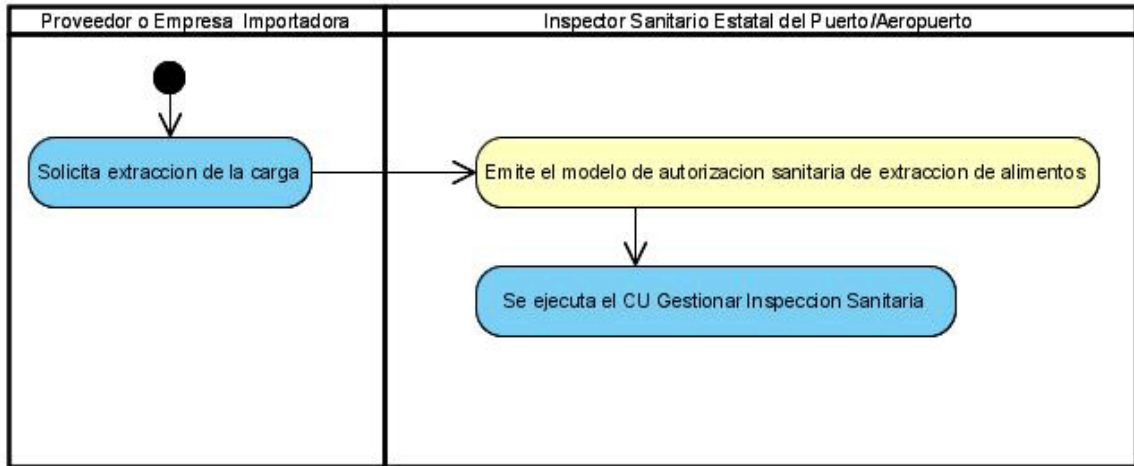 Proveedor o Empresa Importadora
Inspector Sanitario Estatal del Puerto/Aeropuerto
Solicita extraccion de la carga
Emite el modelo de autorizacion sanitaria de extraccion de alimentos
Se ejecuta el CU Gestionar Inspeccion Sanitaria